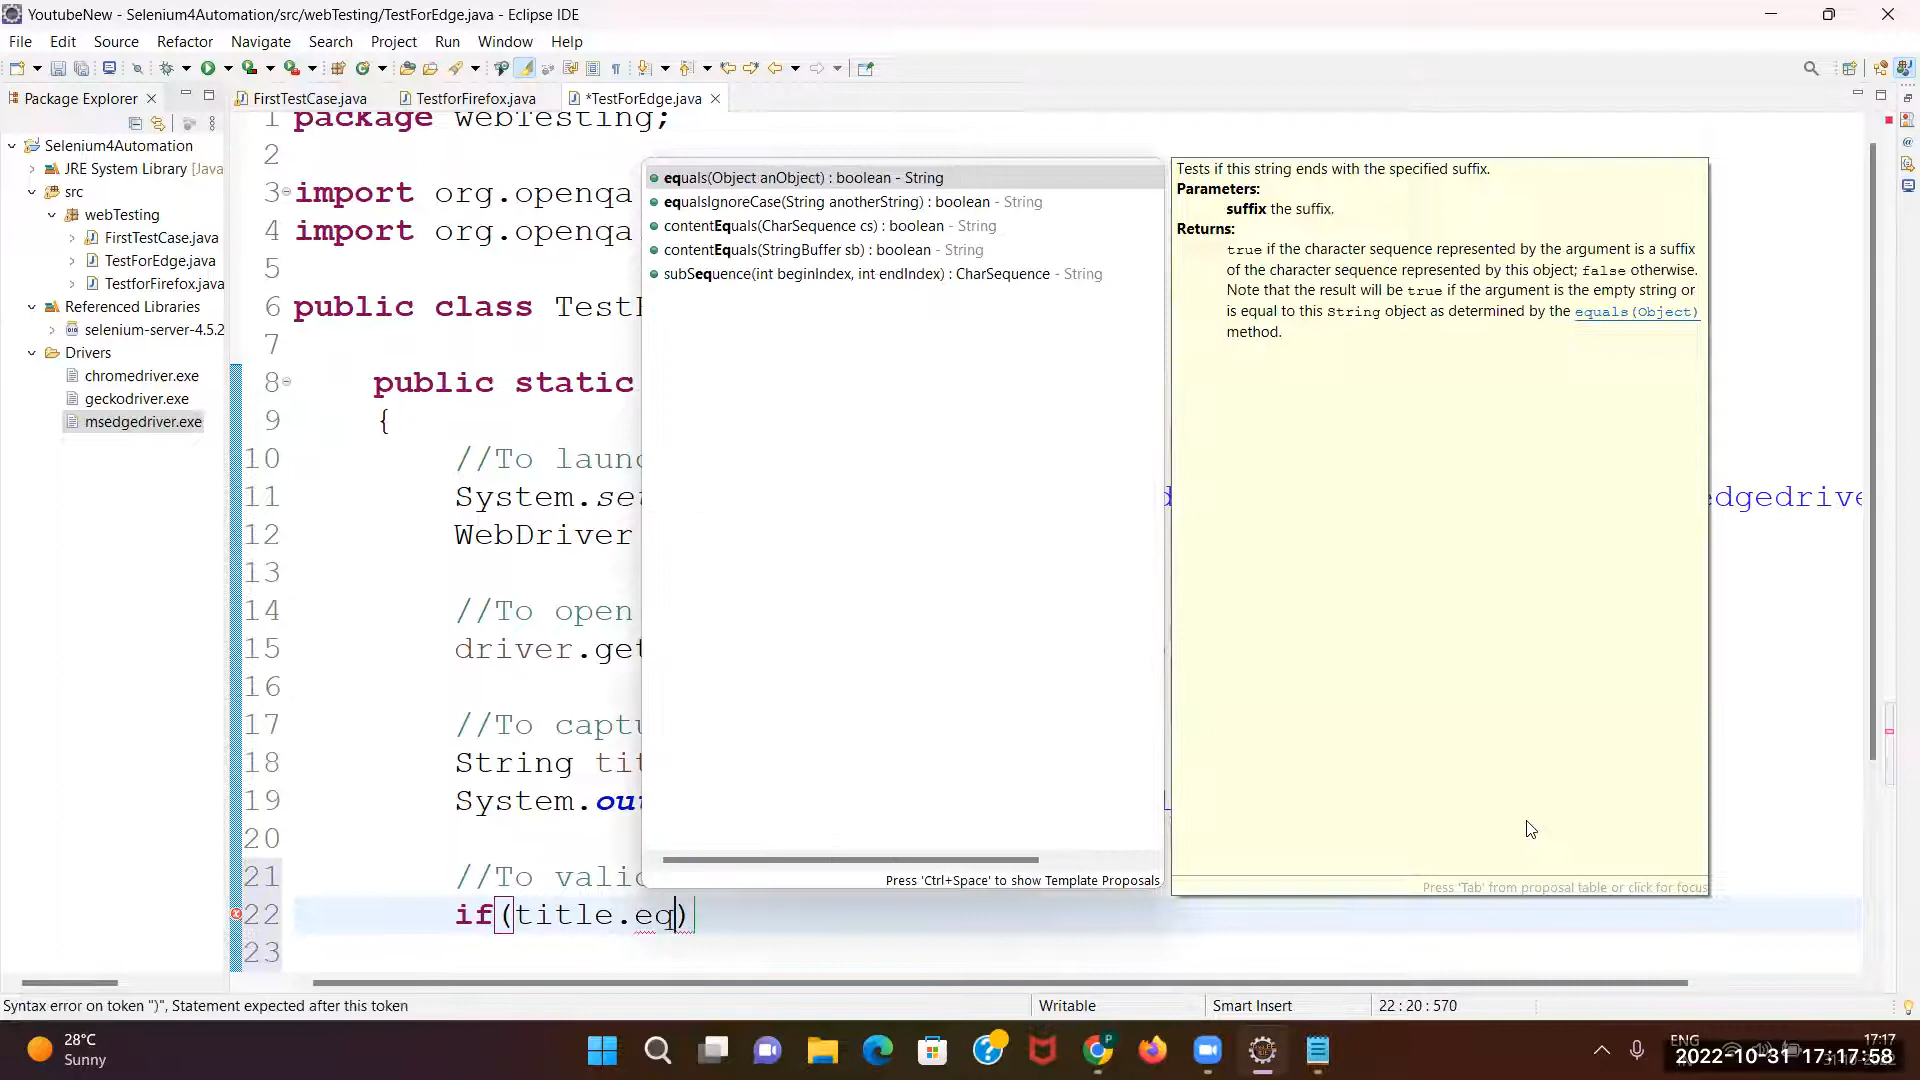 YoutubeNew - Selenium4Automation/src/webTesting/TestForEdge.java - Eclipse IDE
File Edit Source Refactor Navigate Search Project Run Window Help
Package Explorer
FirstTestCase.java TestforFirefox.java *TestForEdge.java
Selenium4Automation
JRE System Library [Java
src
webTesting
FirstTestCase.java
TestForEdge.java
TestforFirefox.java
Referenced Libraries
selenium-server-4.5.2
Drivers
chromedriver.exe
geckodriver.exe
msedgedriver.exe
1 package webTesting;
2
3 import org.openqa
4 import org.openqa
5
6 public class Test
7
8 public static
9 {
10 //To laun
11 System.se
edgedrive
12 WebDriver
13
14 //To open
15 driver.get
16
17 //To captu
18 String tit
19 System.ou
20
21 //To valid
22 if(title.eq)
23
equals(Object anObject) : boolean - String
equalsIgnoreCase(String anotherString) : boolean - String
contentEquals(CharSequence cs) : boolean - String
contentEquals(StringBuffer sb) : boolean - String
subSequence(int beginIndex, int endIndex) : CharSequence - String
Press 'Ctrl+Space' to show Template Proposals
Tests if this string ends with the specified suffix.
Parameters:
suffix the suffix.
Returns:
true if the character sequence represented by the argument is a suffix
of the character sequence represented by this object; false otherwise.
Note that the result will be true if the argument is the empty string or
is equal to this String object as determined by the equals(Object)
method.
Press 'Tab' from proposal table or click for focus
Syntax error on token ")", Statement expected after this token
Writable
Smart Insert
22 : 20 : 570
28°C
Sunny
ENG
17:17
2022-10-31 17:17:58